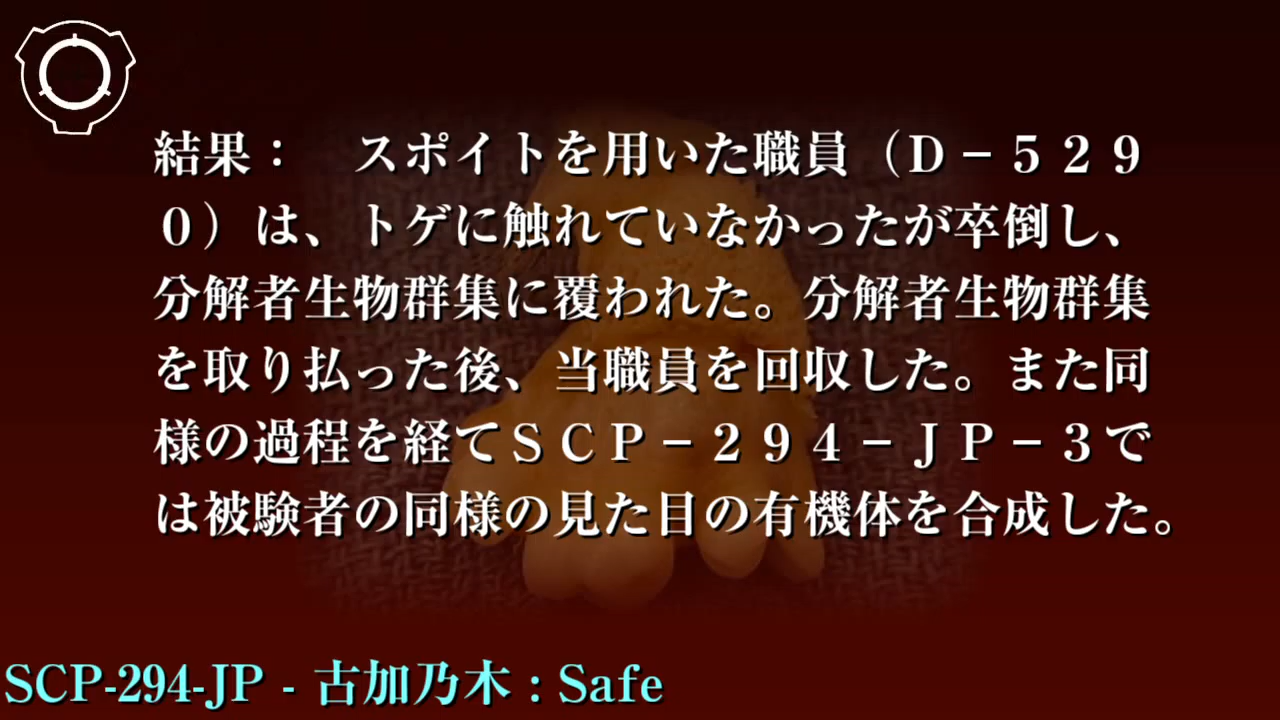 結果：　スポイトを用いた職員（Ｄ－５２９
０）は、トゲに触れていなかったが卒倒し、
分解者生物群集に覆われた。分解者生物群集
を取り払った後、当職員を回収した。また同
様の過程を経てＳＣＰ－２９４－ＪＰ－３で
は被験者の同様の見た目の有機体を合成した。
SCP-294-JP - 古加乃木 : Safe